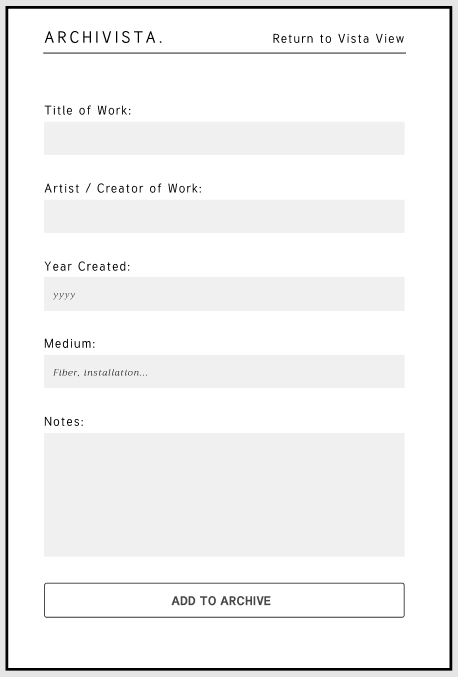 ARCHIVISTA.
Return to Vista View
Title of Work:
Artist / Creator of Work:
Year Created:
yyyy
Medium:
Fiber, installation...
Notes:
ADD TO ARCHIVE